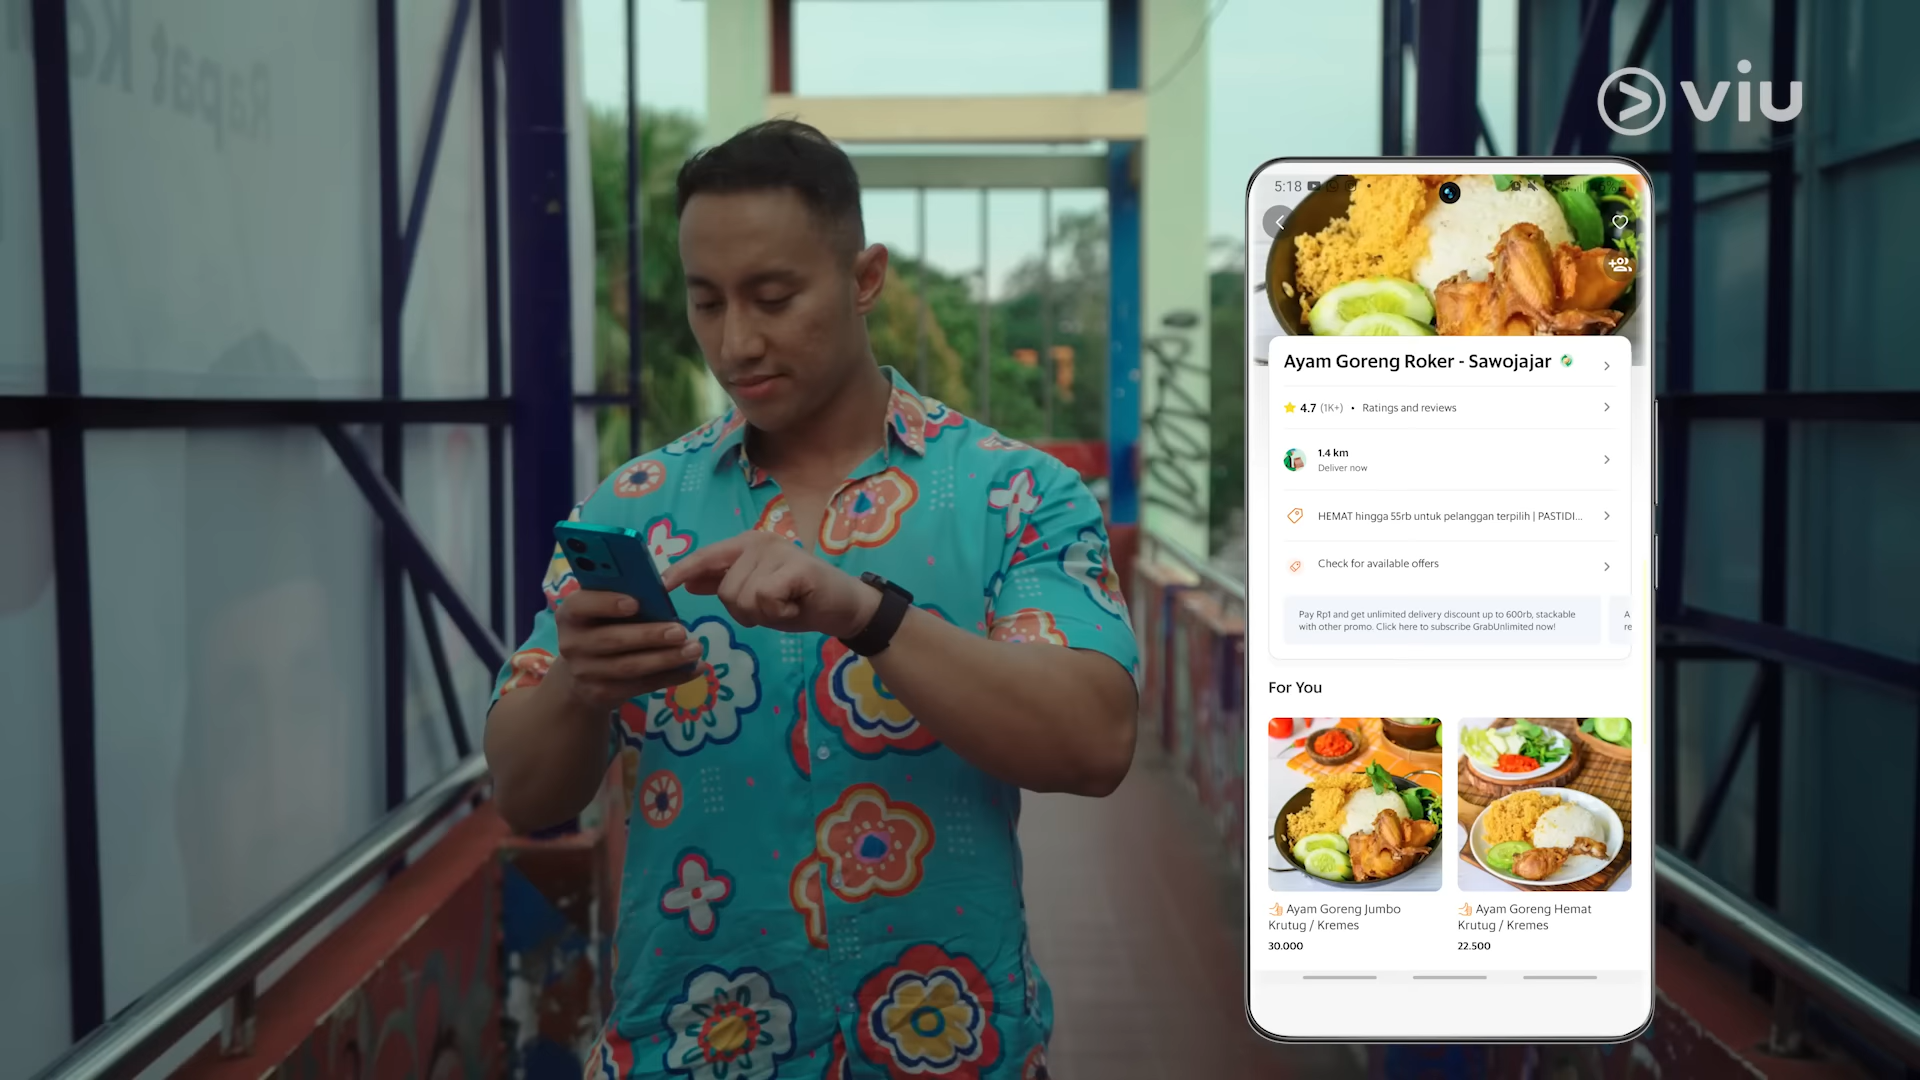 Rapat Ka
viu
5:18
Ayam Goreng Roker - Sawojajar
4.7 (1K+) • Ratings and reviews
1.4 km
Deliver now
HEMAT hingga 55rb untuk pelanggan terpilih | PASTIDI...
Check for available offers
Pay Rp1 and get unlimited delivery discount up to 600rb, stackable
with other promo. Click here to subscribe GrabUnlimited now!
A
re
For You
Ayam Goreng Jumbo
Krutug / Kremes
30.000
Ayam Goreng Hemat
Krutug / Kremes
22.500